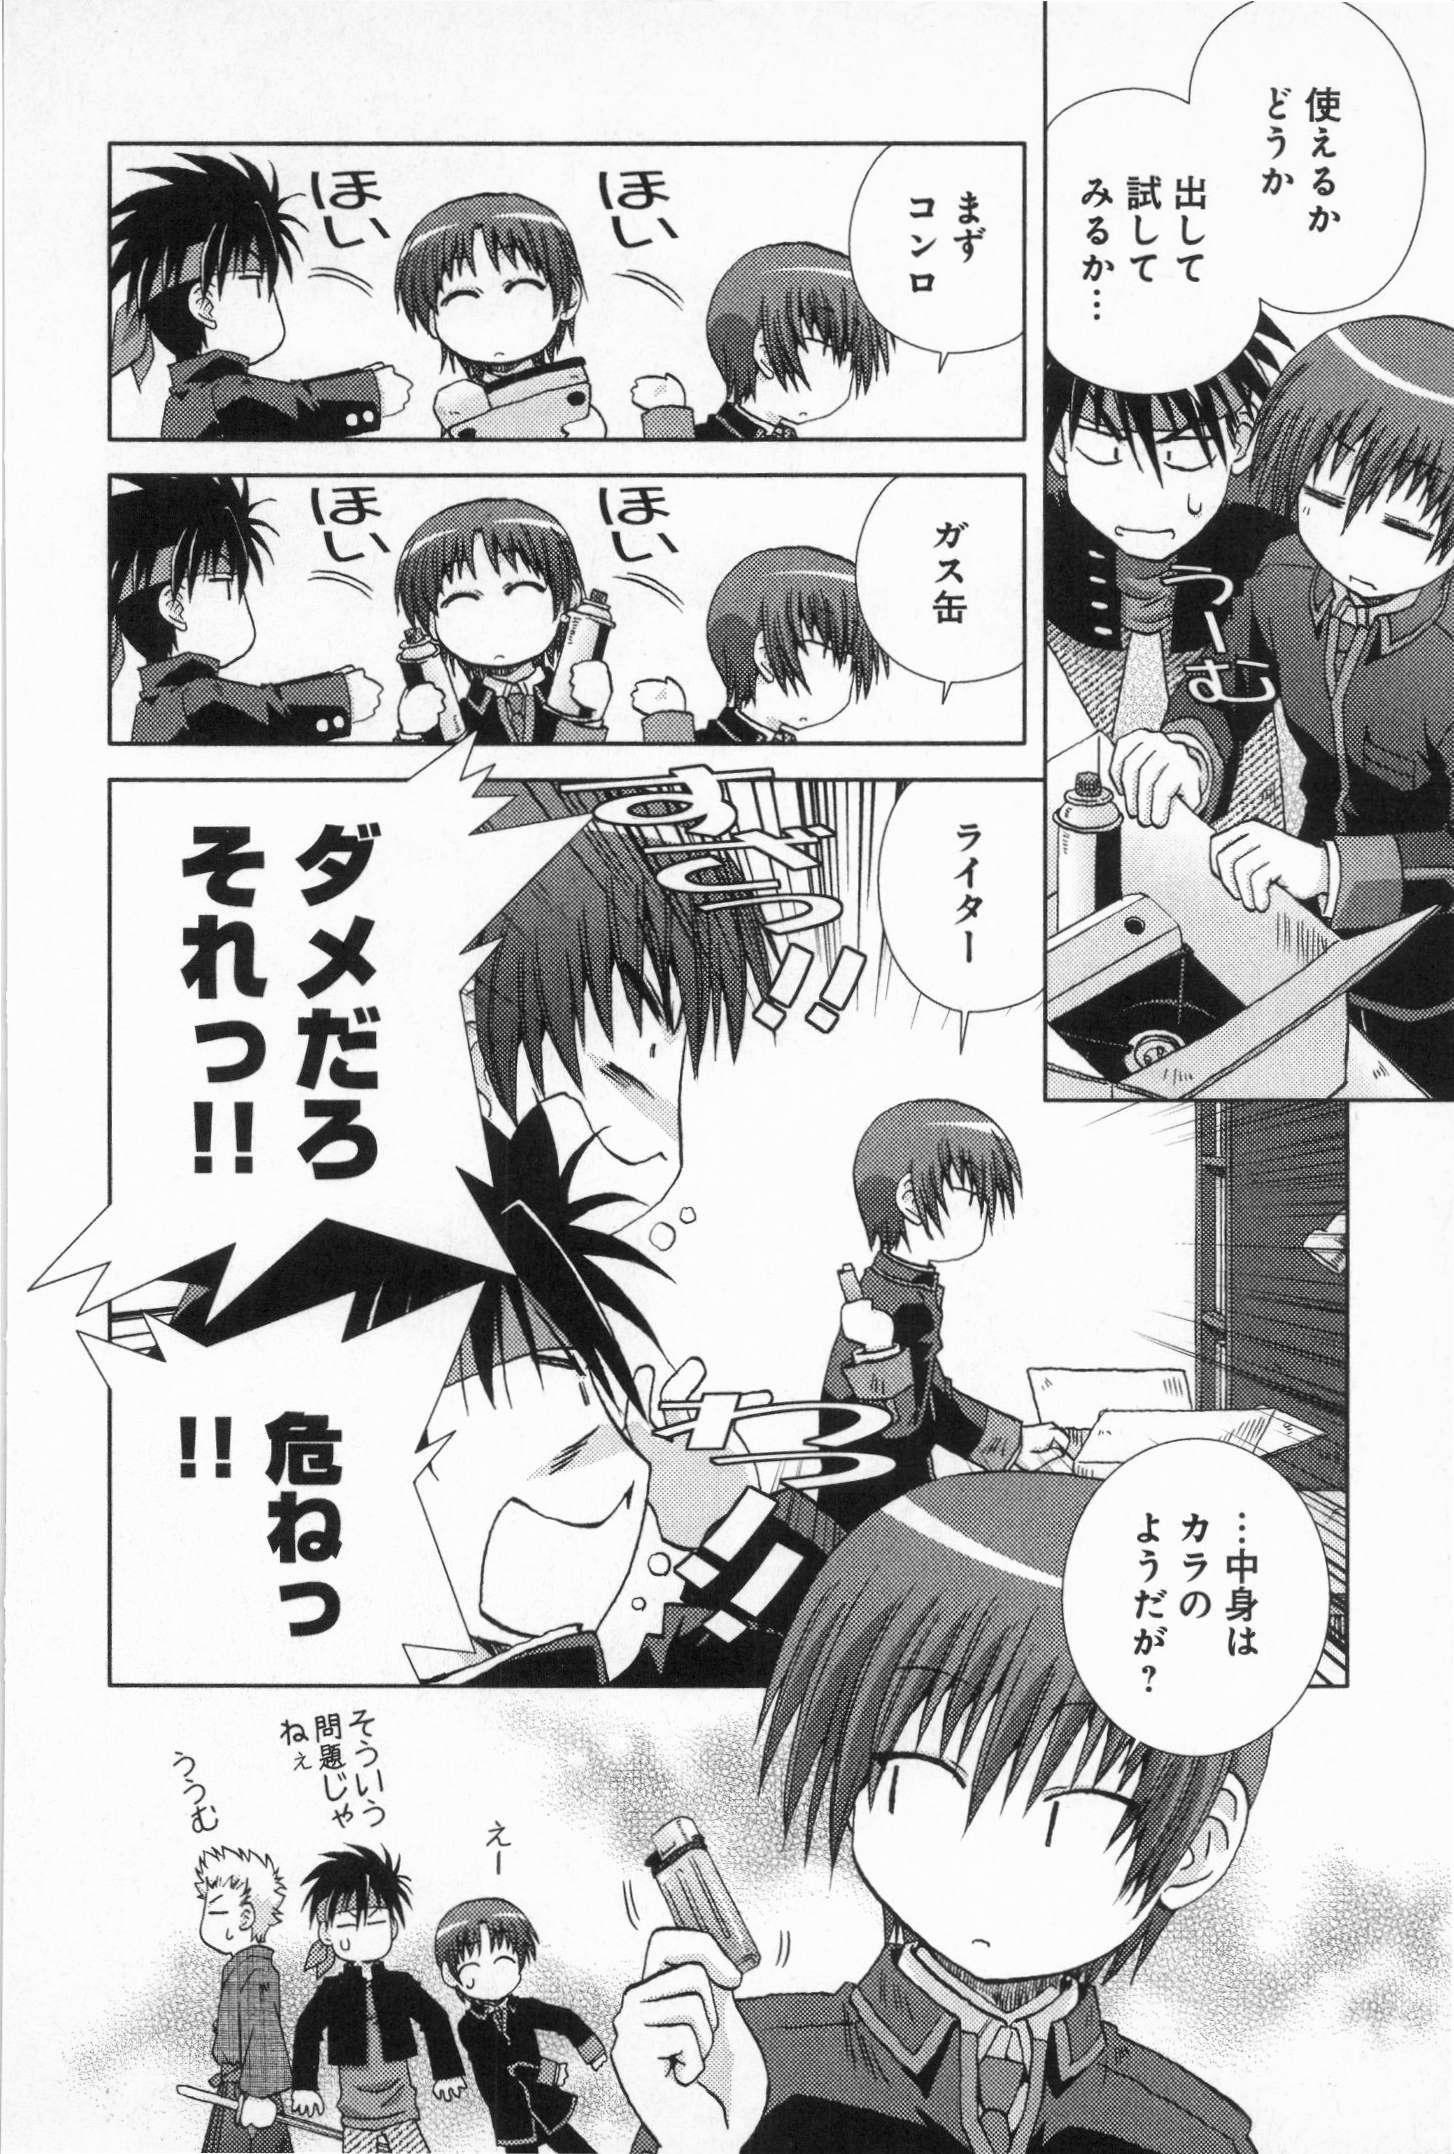 使えるか
どうか
出して
試して
みるか…
うーむ
まず
コンロ
ほい
ほい
ガス缶
ほい
ほい
ライター
ダメだろ
それっ!!
危ねっ
!!
…中身は
カラの
ようだが?
えー
そういう
問題じゃ
ねぇ
ううむ